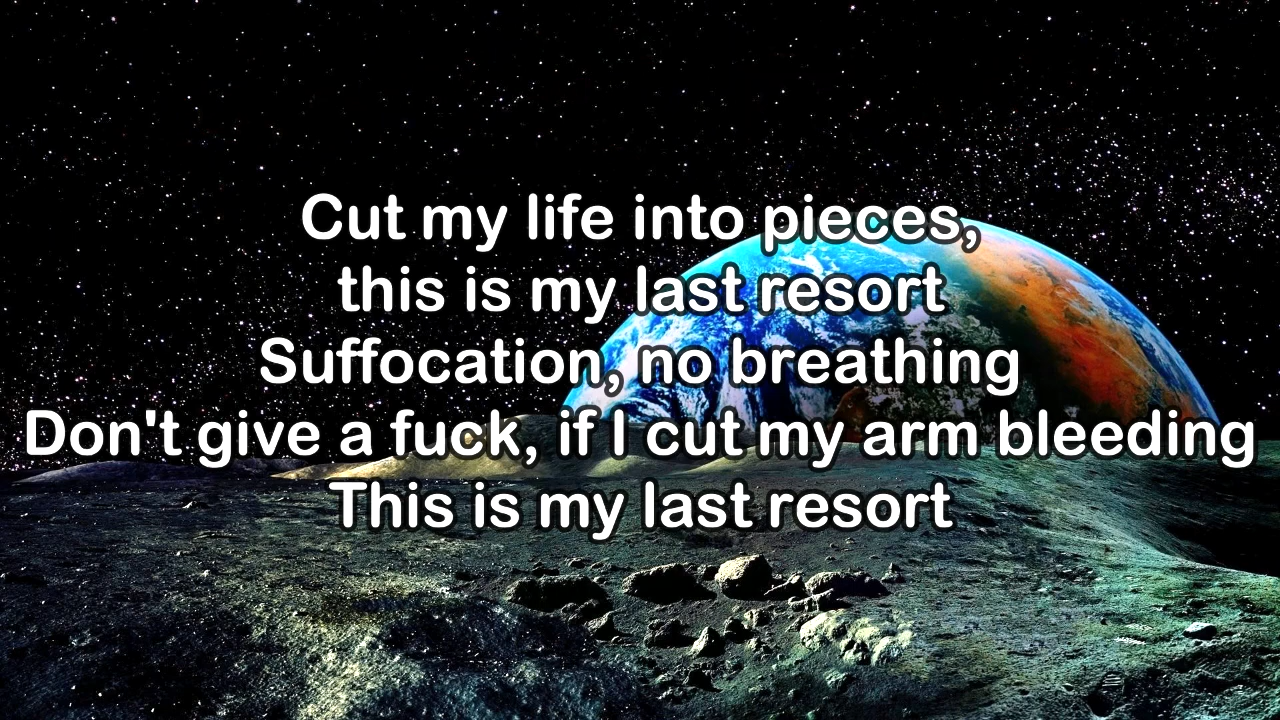 Cut my life into pieces,
this is my last resort
Suffocation, no breathing
Don't give a fuck, if I cut my arm bleeding
This is my last resort